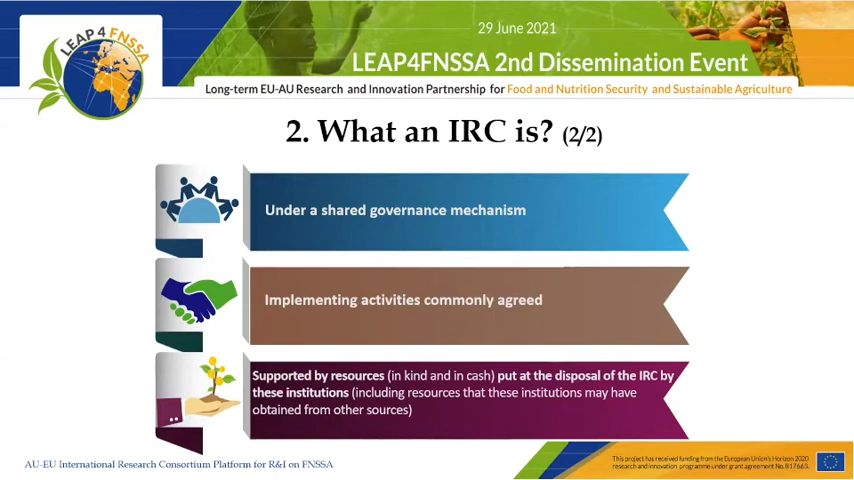 29 June 2021
LEAP 4 FNSSA
LEAP4FNSSA 2nd Dissemination Event
Long-term EU-AU Research and Innovation Partnership for Food and Nutrition Security and Sustainable Agriculture
2. What an IRC is? (2/2)
Under a shared governance mechanism
Implementing activities commonly agreed
Supported by resources (in kind and in cash) put at the disposal of the IRC by
these institutions (including resources that these institutions may have
obtained from other sources)
AU-EU International Research Consortium Platform for R&I on FNSSA
This project has received funding from the European Union's Horizon 2020
research and innovation programme under grant agreement No. 817663.